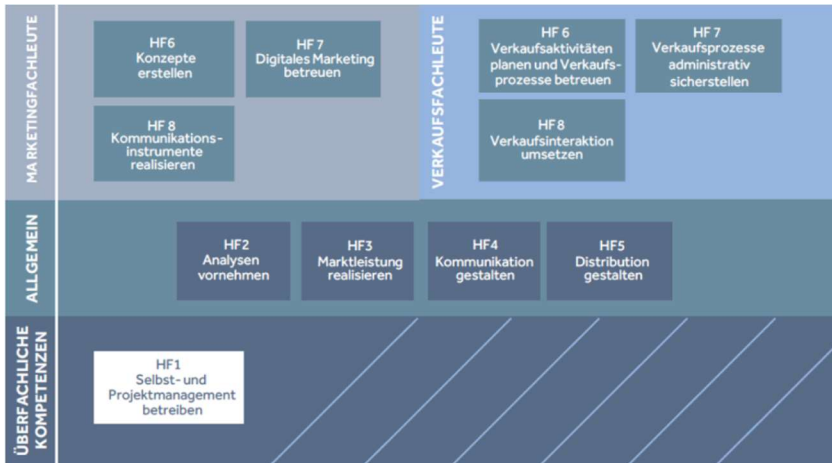 MARKETINGFACHLEUTE
HF6
Konzepte
erstellen
HF 7
Digitales Marketing
betreuen
HF 8
Kommunikations-
instrumente
realisieren
VERKAUFSFACHLEUTE
HF 6
Verkaufsaktivitäten
planen und Verkaufs-
prozesse betreuen
HF 7
Verkaufsprozesse
administrativ
sicherstellen
HF8
Verkaufsinteraktion
umsetzen
ALLGEMEIN
HF2
Analysen
vornehmen
HF3
Marktleistung
realisieren
HF4
Kommunikation
gestalten
HF5
Distribution
gestalten
ÜBERFACHLICHE
KOMPETENZEN
HF1
Selbst- und
Projektmanagement
betreiben